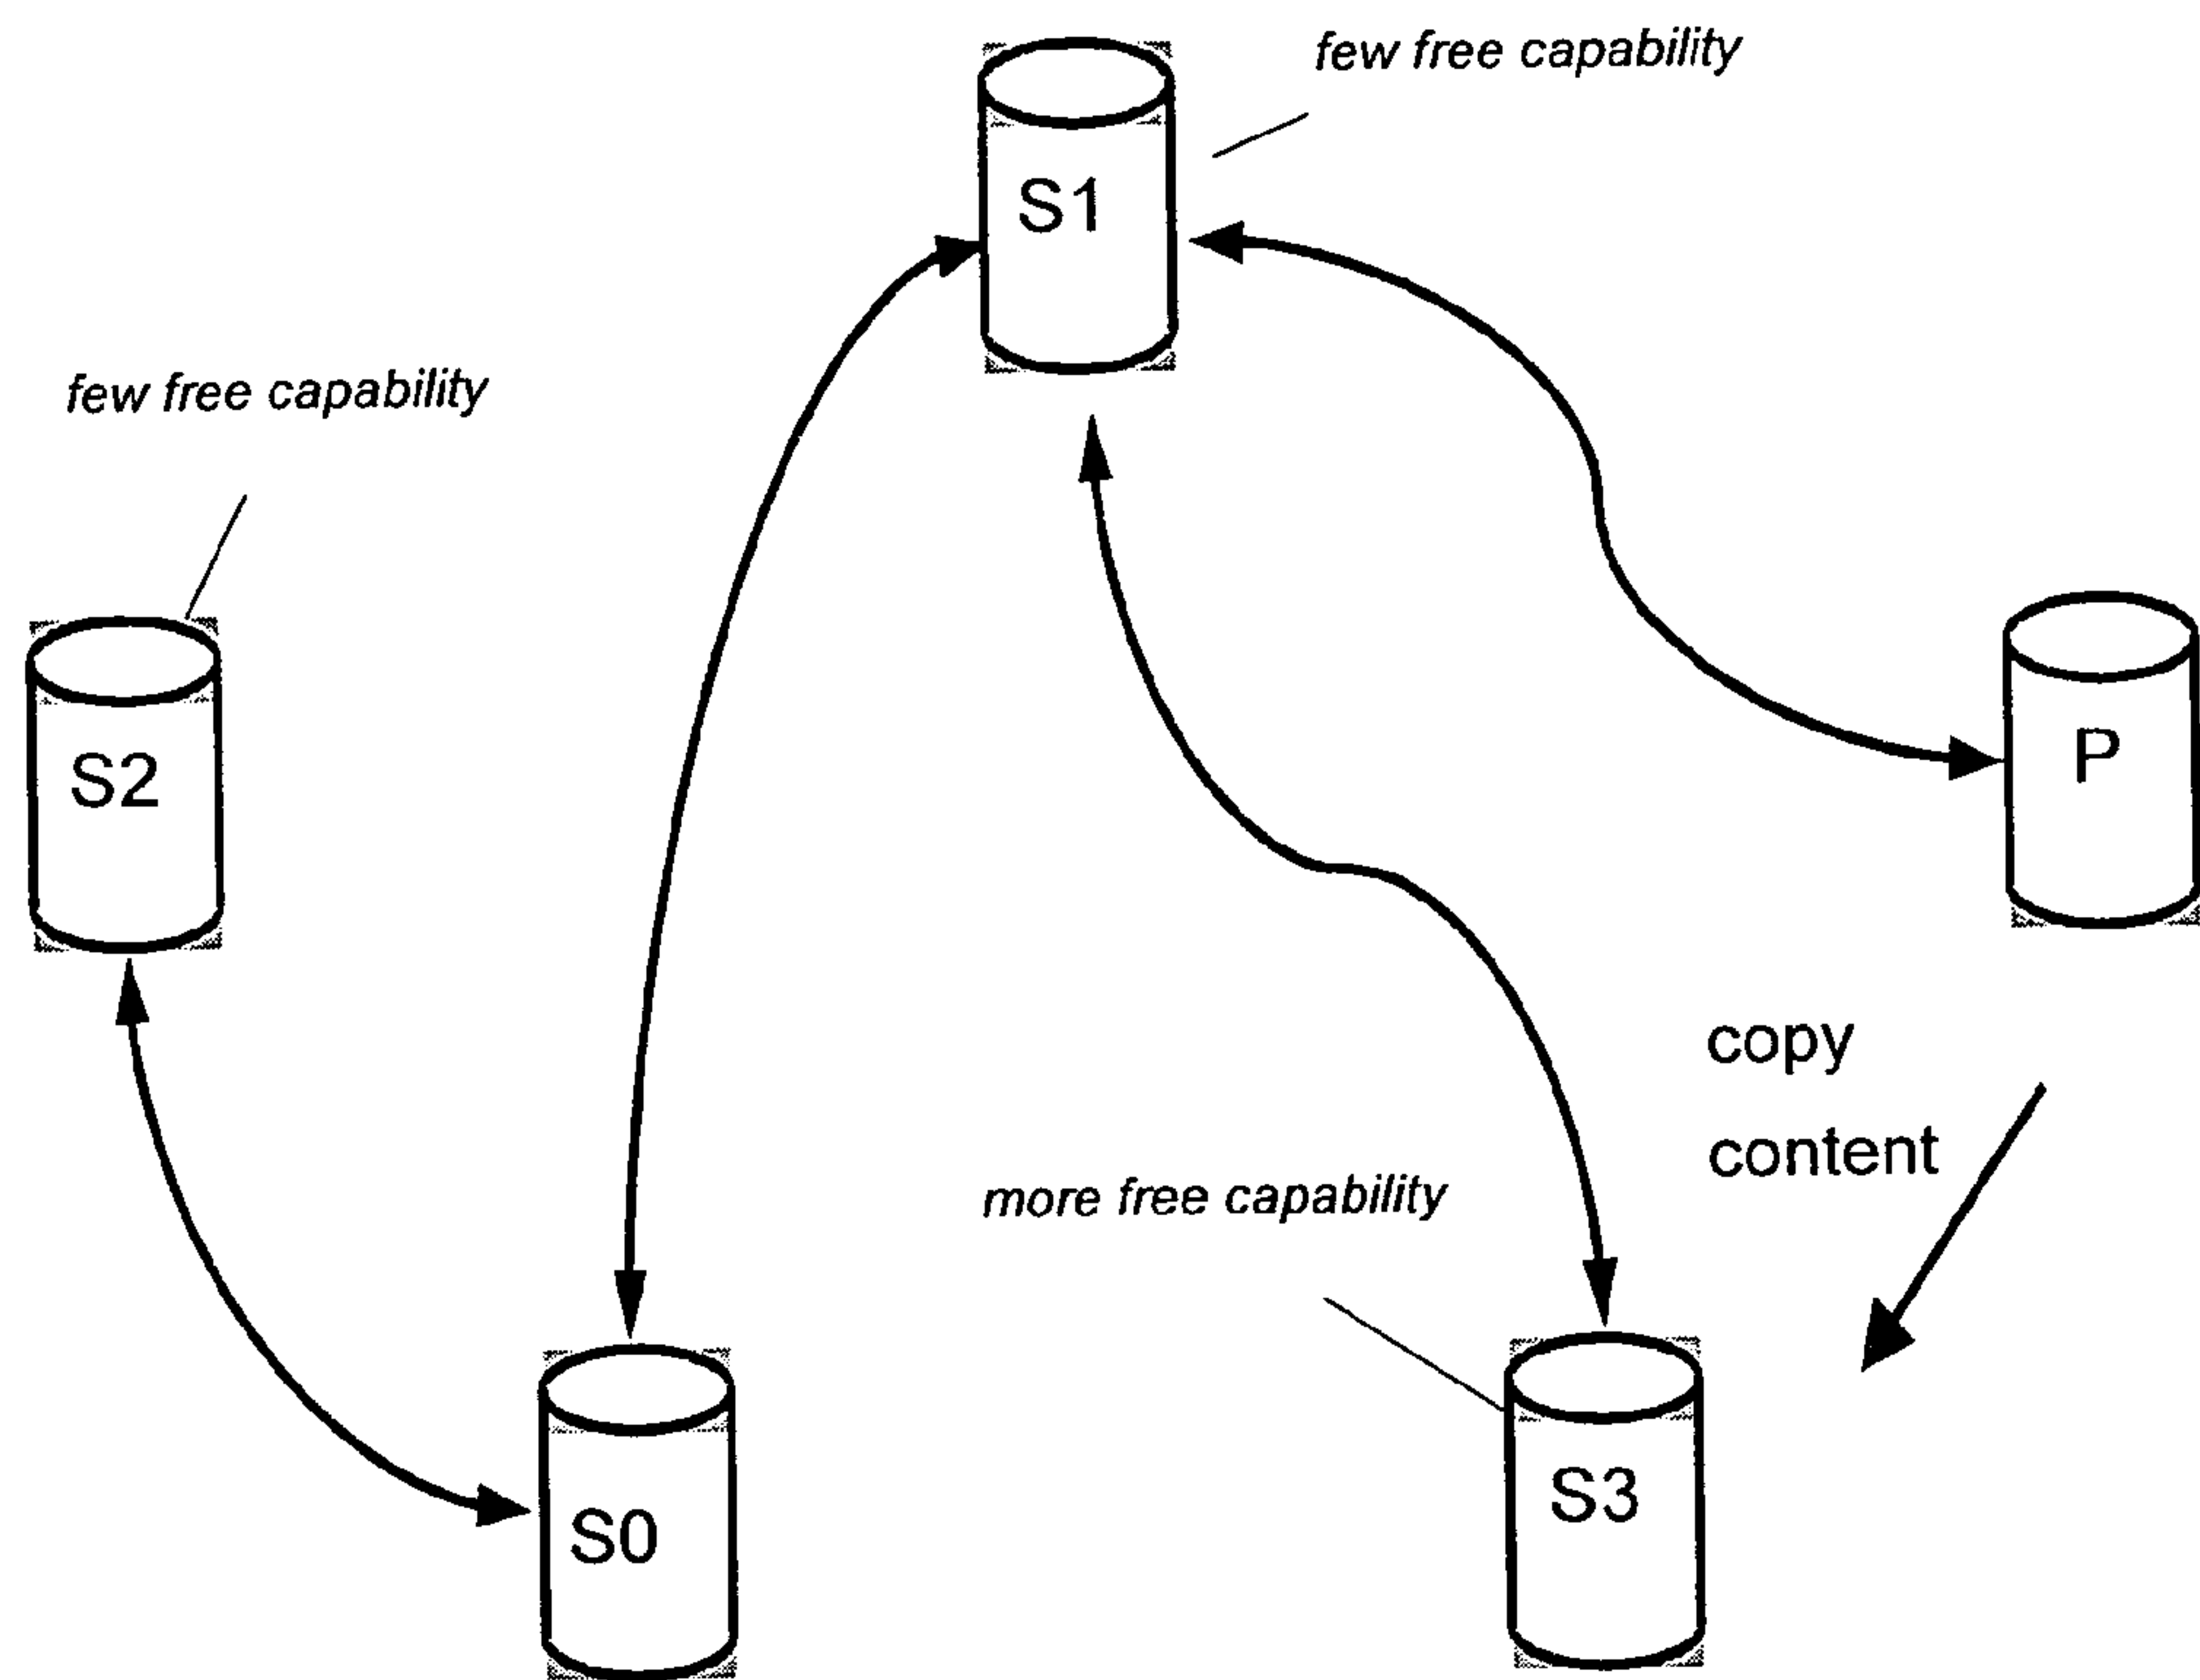 few free capability
S1
few free capability
S2
P
copy
content
more free capability
S3
S0